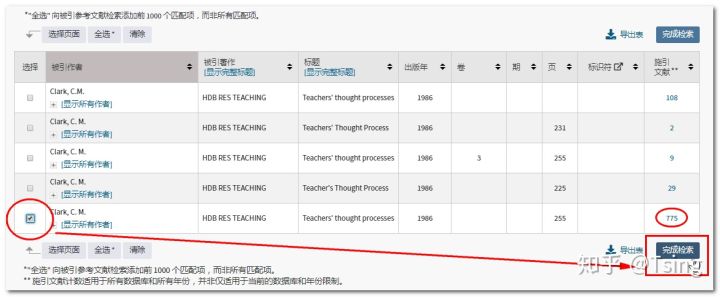 *"全选" 向被引参考文献检索添加前 1000 个匹配项，而非所有匹配项。
选择页面 全选 * 清除 导出表 完成检索
选择 被引作者 被引著作 [显示完整标题] 标题 [显示完整标题] 出版年 卷 期 页 标识符 施引文献 **
Clark, C. M. HDB RES TEACHING Teachers' thought processes 1986 108
+ [显示所有作者]
Clark, C. M. HDB RES TEACHING Teachers' Thought Process 1986 231 2
+ [显示所有作者]
Clark, C. M. HDB RES TEACHING Teachers' thought processes 1986 3 255 9
+ [显示所有作者]
Clark, C. M. HDB RES TEACHING Teacher's Thought Process 1986 225 29
+ [显示所有作者]
Clark, C. M. HDB RES TEACHING Teachers' thought processes 1986 255 775
+ [显示所有作者]
选择页面 全选 * 清除 导出表 完成检索
*"全选" 向被引参考文献检索添加前 1000 个匹配项，而非所有匹配项。
** 施引文献计数适用于所有数据库和所有年份，并非仅适用于当前的数据库和年份限制。
知乎 @Tsing